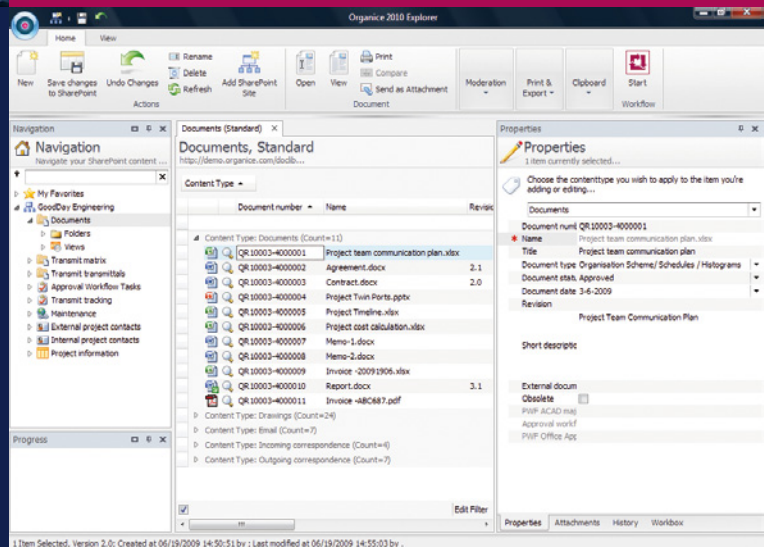 Organice 2010 Explorer
Home View
New
Save changes to SharePoint
Undo Changes
Rename
Delete
Refresh
Actions
Add SharePoint Site
Open
View
Print
Compare
Send as Attachment
Document
Moderation
Print & Export
Clipboard
Start
Workflow
Navigation
Navigation
Navigate your SharePoint content ...
My Favorites
GoodDay Engineering
Documents
Folders
Views
Transmit matrix
Transmit transmittals
Approval Workflow Tasks
Transmit tracking
Maintenance
External project contacts
Internal project contacts
Project information
Progress
Documents (Standard)
Documents, Standard
http://demo.organice.com/doclib...
Content Type
Document number Name Revisic
Content Type: Documents (Count=11)
QR10003-4000001 Project team communication plan.xlsx
QR10003-4000002 Agreement.docx 2.1
QR10003-4000003 Contract.docx 2.0
QR10003-4000004 Project Twin Ports.pptx
QR10003-4000005 Project Timeline.xlsx
QR10003-4000006 Project cost calculation.xlsx
QR10003-4000007 Memo-1.docx
QR10003-4000008 Memo-2.docx
QR10003-4000009 Invoice -20091906.xlsx
QR10003-4000010 Report.docx 3.1
QR10003-4000011 Invoice -ABC687.pdf
Content Type: Drawings (Count=24)
Content Type: Email (Count=7)
Content Type: Incoming correspondence (Count=4)
Content Type: Outgoing correspondence (Count=7)
Edit Filter
Properties
Properties
1 item currently selected...
Choose the contenttype you wish to apply to the item you're
adding or editing...
Documents
Document numl QR10003-4000001
Name Project team communication plan.xlsx
Title Project team communication plan
Document type Organisation Scheme/ Schedules / Histograms
Document stat. Approved
Document date 3-6-2009
Revision
Project Team Communication Plan
Short descriptic
External docum
Obsolete
PWF ACAD maj
Approval workf
PWF Office App
Properties Attachments History Workbox
1 Item Selected, Version 2.0; Created at 06/19/2009 14:50:51 by ; Last modified at 06/19/2009 14:55:03 by .